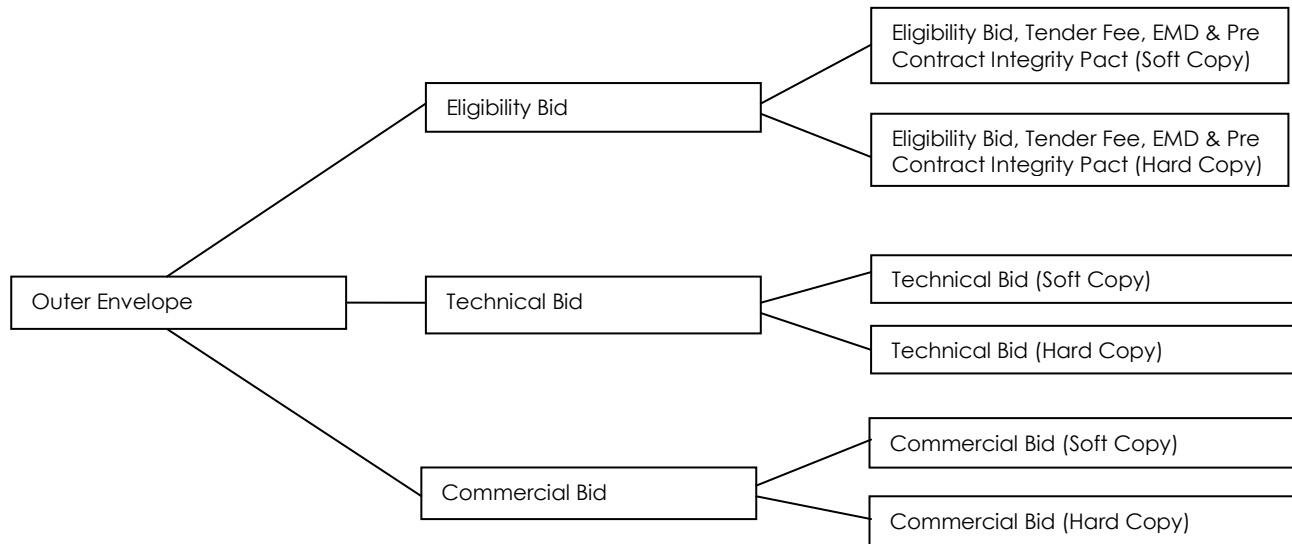 Eligibility Bid, Tender Fee, EMD & Pre
Contract Integrity Pact (Soft Copy)
Eligibility Bid
Eligibility Bid, Tender Fee, EMD & Pre
Contract Integrity Pact (Hard Copy)
Outer Envelope
Technical Bid
Technical Bid (Soft Copy)
Technical Bid (Hard Copy)
Commercial Bid (Soft Copy)
Commercial Bid
Commercial Bid (Hard Copy)